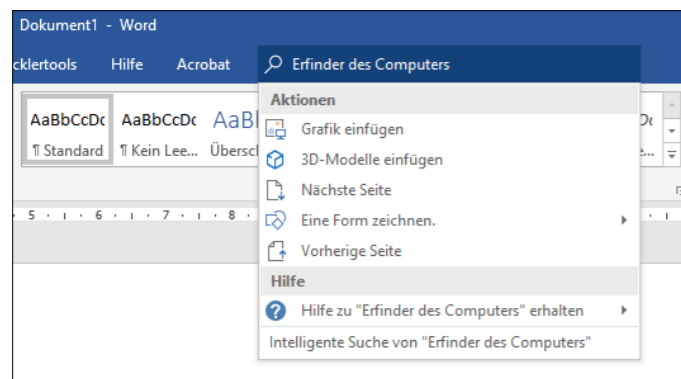 Dokument1 - Word
cklertools Hilfe Acrobat Erfinder des Computers
Aktionen
AaBbCcDc AaBbCcDc AaB
¶ Standard ¶ Kein Lee... Übersc
Grafik einfügen
3D-Modelle einfügen
Nächste Seite
5 · ı · 6 · ı · 7 · ı · 8 ·
Eine Form zeichnen.
Vorherige Seite
Hilfe
Hilfe zu "Erfinder des Computers" erhalten
Intelligente Suche von "Erfinder des Computers"